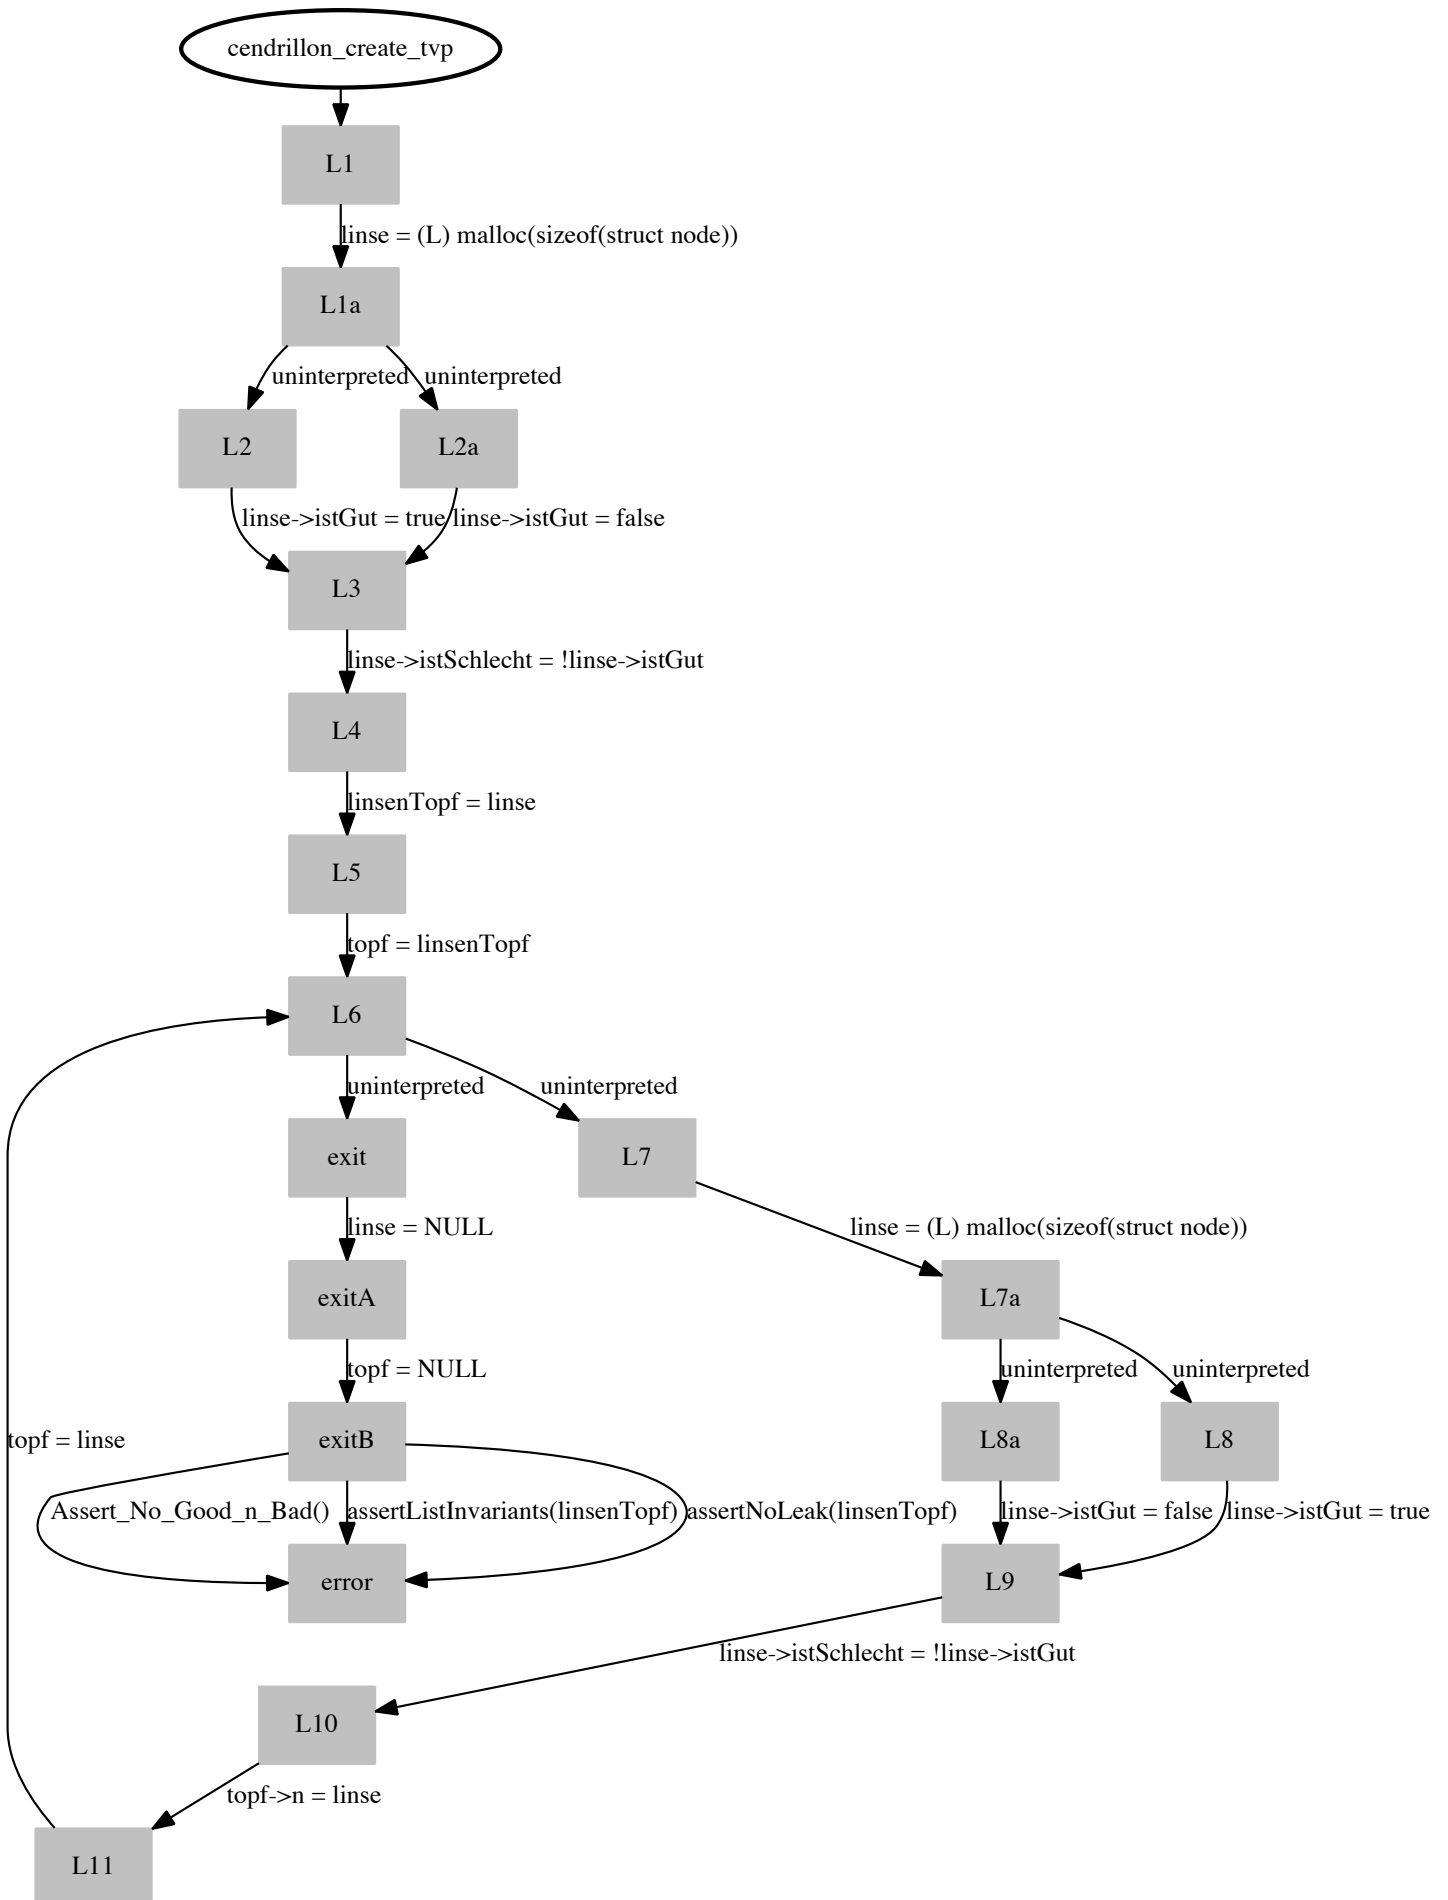 cendrillon_create_tvp
L1
linse = (L) malloc(sizeof(struct node))
L1a
uninterpreted uninterpreted
L2 L2a
linse->istGut = true linse->istGut = false
L3
linse->istSchlecht = !linse->istGut
L4
linsenTopf = linse
L5
topf = linsenTopf
L6
uninterpreted uninterpreted
exit L7
linse = NULL linse = (L) malloc(sizeof(struct node))
exitA L7a
topf = NULL uninterpreted uninterpreted
topf = linse exitB L8a L8
Assert_No_Good_n_Bad() assertListInvariants(linsenTopf) assertNoLeak(linsenTopf) linse->istGut = false linse->istGut = true
error L9
linse->istSchlecht = !linse->istGut
L10
topf->n = linse
L11